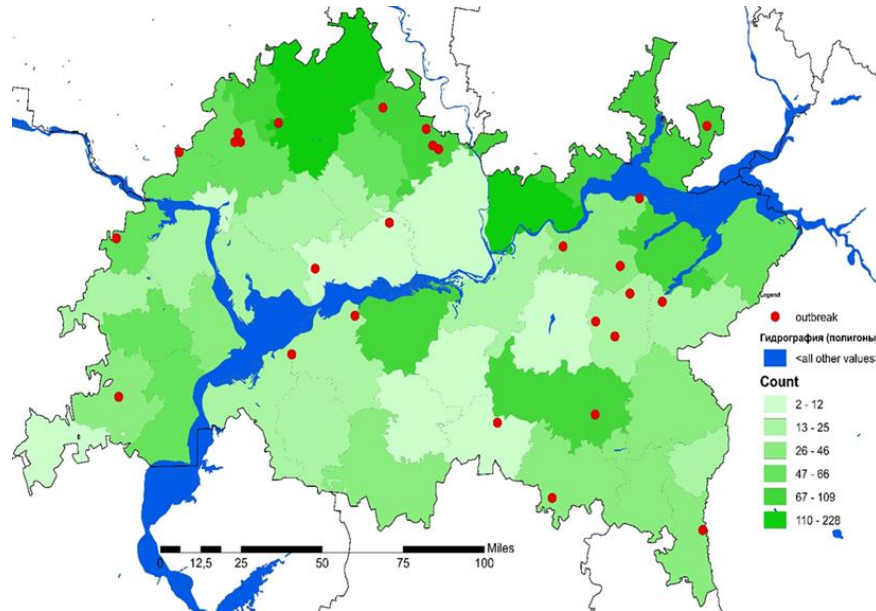 Legend
outbreak
Гидрография (полигоны
<all other values>
Count
2 - 12
13 - 25
26 - 46
47 - 66
67 - 109
110 - 228
Miles
0 12,5 25 50 75 100